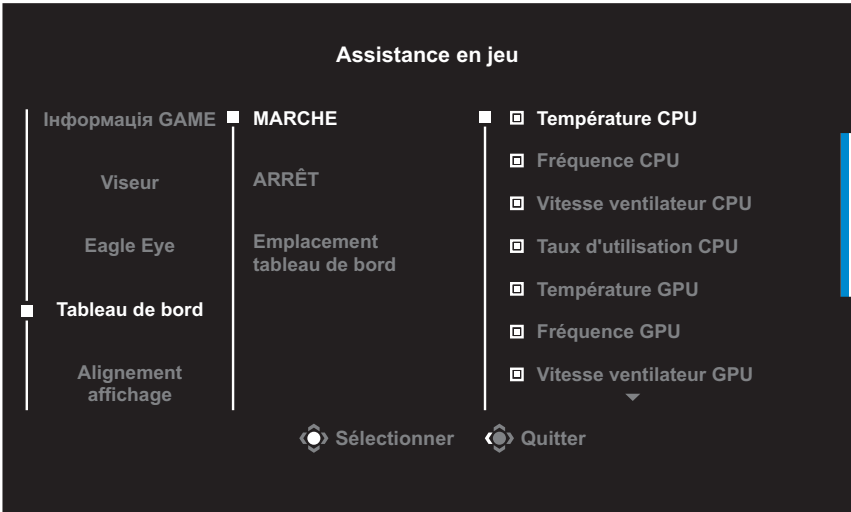 Assistance en jeu
Інформація GAME
Viseur
Eagle Eye
Tableau de bord
Alignement
affichage
MARCHE
ARRÊT
Emplacement
tableau de bord
Température CPU
Fréquence CPU
Vitesse ventilateur CPU
Taux d'utilisation CPU
Température GPU
Fréquence GPU
Vitesse ventilateur GPU
Sélectionner
Quitter